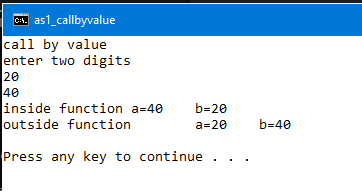 C:\. as1_callbyvalue
call by value
enter two digits
20
40
inside function a=40    b=20
outside function        a=20    b=40
Press any key to continue . . .